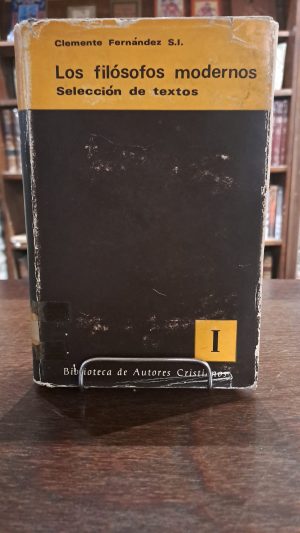 Clemente Fernández S.I.
Los filósofos modernos
Selección de textos
I
Biblioteca de Autores Cristianos